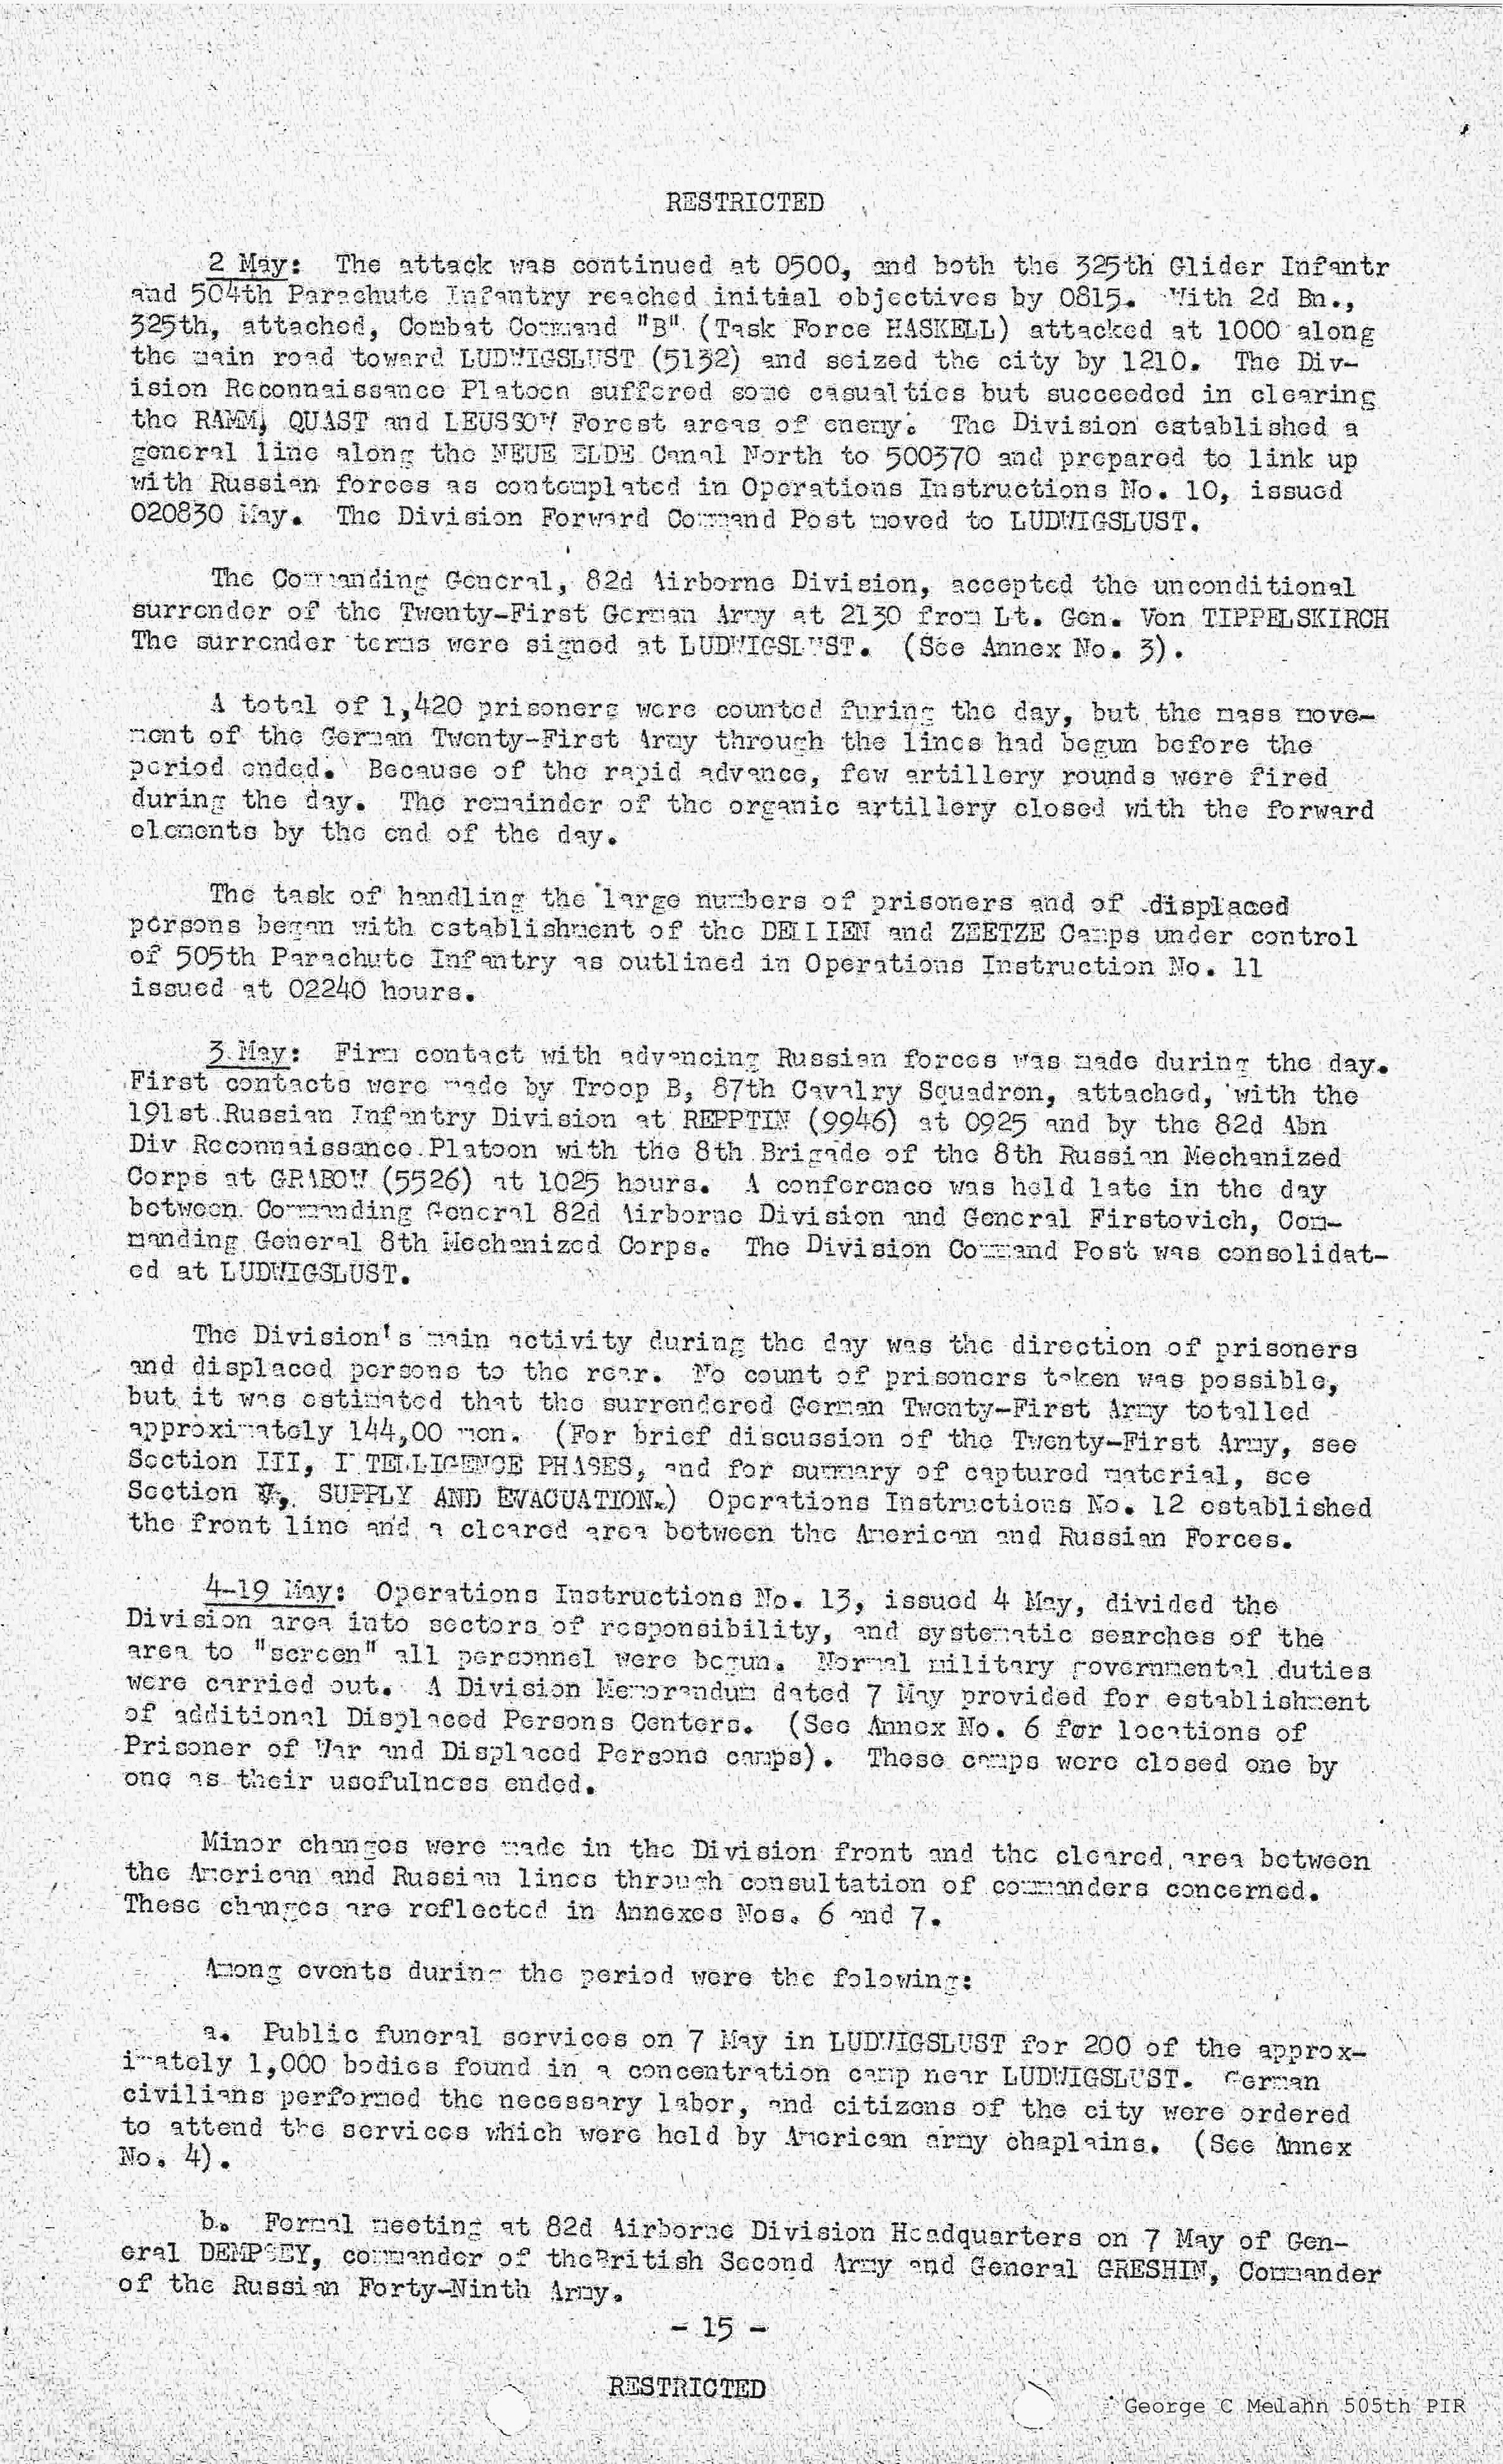 RESTRICTED
2 May: The attack was continued at 0500, and both the 325th Glider Infantr
and 504th Parachute Infantry reached initial objectives by 0815. With 2d Bn.,
325th, attached, Combat Command "B" (Task Force HASKELL) attacked at 1000 along
the main road toward LUDWIGSLUST (5132) and seized the city by 1210. The Div-
ision Reconnaissance Platoon suffered some casualties but succeeded in clearing
the RAMM, QUAST and LEUSSOW Forest areas of enemy. The Division established a
general line along the NEUE ELDE Canal North to 500370 and prepared to link up
with Russian forces as contemplated in Operations Instructions No. 10, issued
020830 May. The Division Forward Command Post moved to LUDWIGSLUST.
The Commanding General, 82d Airborne Division, accepted the unconditional
surrender of the Twenty-First German Army at 2130 from Lt. Gen. Von TIPPELSKIRCH
The surrender terms were signed at LUDWIGSLUST. (See Annex No. 3).
A total of 1,420 prisoners were counted furing the day, but the mass move-
ment of the German Twenty-First Army through the lines had begun before the
period ended. Because of the rapid advance, few artillery rounds were fired
during the day. The remainder of the organic artillery closed with the forward
elements by the end of the day.
The task of handling the large numbers of prisoners and of displaced
persons began with establishment of the DELLIEN and ZEETZE Camps under control
of 505th Parachute Infantry as outlined in Operations Instruction No. 11
issued at 02240 hours.
3 May: Firm contact with advancing Russian forces was made during the day.
First contacts were made by Troop B, 87th Cavalry Squadron, attached, with the
191st Russian Infantry Division at REPPTIN (9946) at 0925 and by the 82d Abn
Div Reconnaissance Platoon with the 8th Brigade of the 8th Russian Mechanized
Corps at GRABOW (5526) at 1025 hours. A conference was held late in the day
between Commanding General 82d Airborne Division and General Firstovich, Com-
manding General 8th Mechanized Corps. The Division Command Post was consolidat-
ed at LUDWIGSLUST.
The Division's main activity during the day was the direction of prisoners
and displaced persons to the rear. No count of prisoners taken was possible,
but it was estimated that the surrendered German Twenty-First Army totalled
approximately 144,00 men. (For brief discussion of the Twenty-First Army, see
Section III, INTELLIGENCE PHASES, and for summary of captured material, see
Section V, SUPPLY AND EVACUATION.) Operations Instructions No. 12 established
the front line and a cleared area between the American and Russian Forces.
4-19 May: Operations Instructions No. 13, issued 4 May, divided the
Division area into sectors of responsibility, and systematic searches of the
area to "screen" all personnel were begun. Normal military governmental duties
were carried out. A Division Memorandum dated 7 May provided for establishment
of additional Displaced Persons Centers. (See Annex No. 6 for locations of
Prisoner of War and Displaced Persons camps). These camps were closed one by
one as their usefulness ended.
Minor changes were made in the Division front and the cleared area between
the American and Russian lines through consultation of commanders concerned.
These changes are reflected in Annexes Nos. 6 and 7.
Among events during the period were the folowing:
a. Public funeral services on 7 May in LUDWIGSLUST for 200 of the approx-
imately 1,000 bodies found in a concentration camp near LUDWIGSLUST. German
civilians performed the necessary labor, and citizens of the city were ordered
to attend the services which were held by American army chaplains. (See Annex
No. 4).
b. Formal meeting at 82d Airborne Division Headquarters on 7 May of Gen-
eral DEMPSEY, commander of theBritish Second Army and General GRESHIN, Commander
of the Russian Forty-Ninth Army.
- 15 -
RESTRICTED
George C Melahn 505th PIR